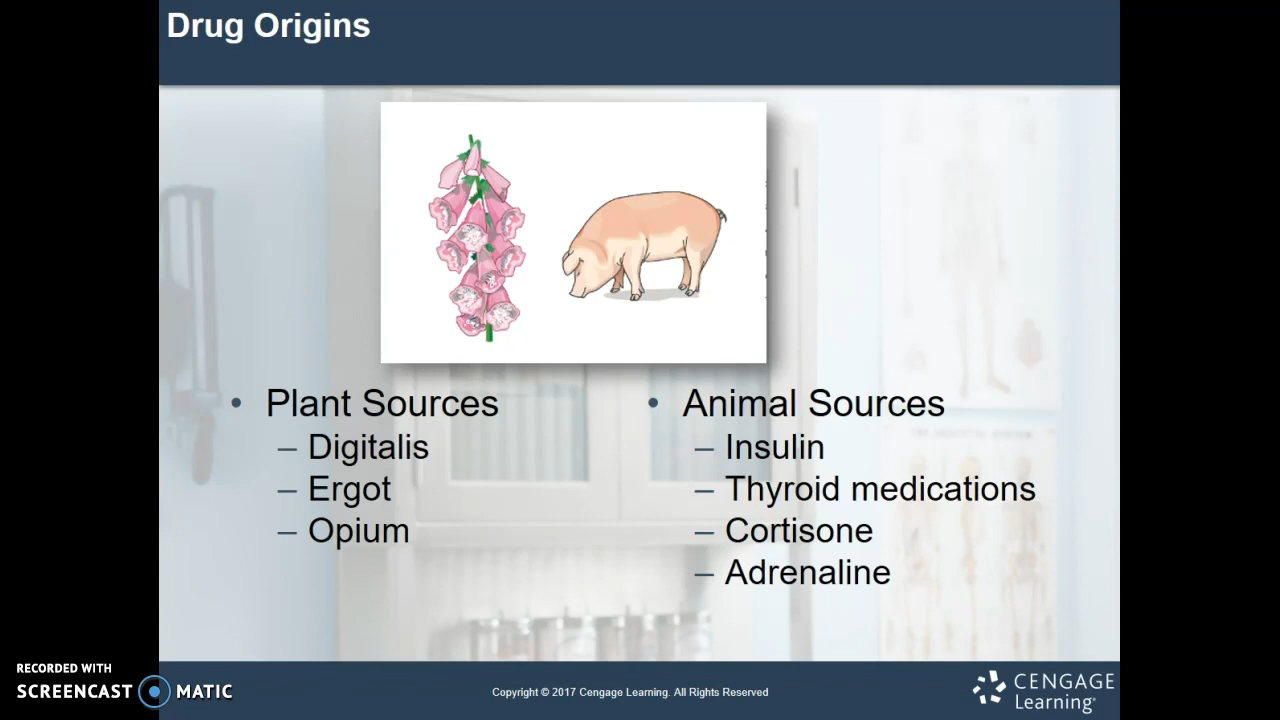 Drug Origins
• Plant Sources
– Digitalis
– Ergot
– Opium
• Animal Sources
– Insulin
– Thyroid medications
– Cortisone
– Adrenaline
RECORDED WITH
SCREENCAST MATIC
Copyright © 2017 Cengage Learning. All Rights Reserved
CENGAGE
Learning®